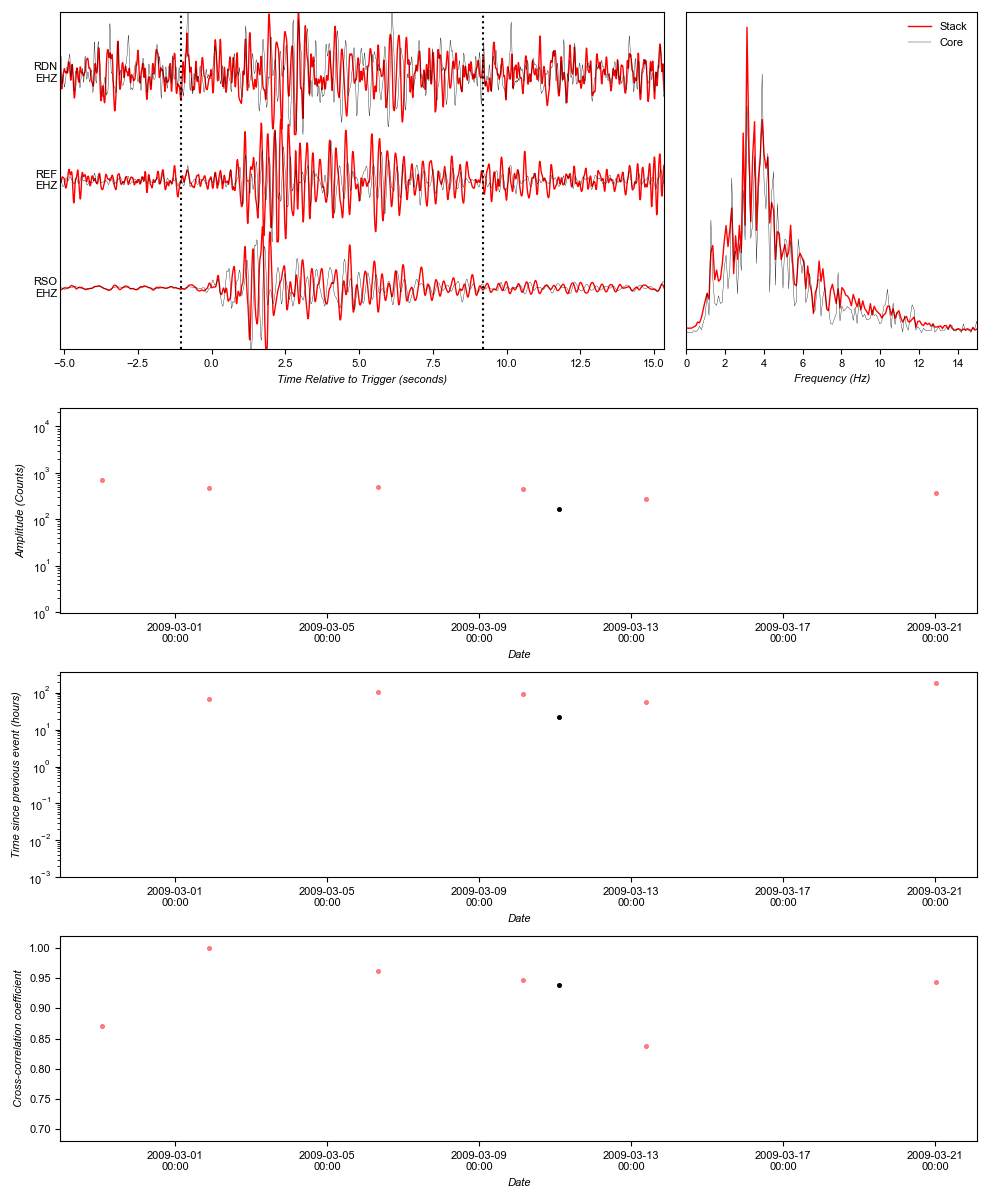 RDN
EHZ
REF
EHZ
RSO
EHZ
−5.0 −2.5 0.0 2.5 5.0 7.5 10.0 12.5 15.0
Time Relative to Trigger (seconds)
Stack
Core
0 2 4 6 8 10 12 14
Frequency (Hz)
Amplitude (Counts)
10⁴
10³
10²
10¹
10⁰
2009-03-01 2009-03-05 2009-03-09 2009-03-13 2009-03-17 2009-03-21
00:00 00:00 00:00 00:00 00:00 00:00
Date
Time since previous event (hours)
10²
10¹
10⁰
10⁻¹
10⁻²
10⁻³
2009-03-01 2009-03-05 2009-03-09 2009-03-13 2009-03-17 2009-03-21
00:00 00:00 00:00 00:00 00:00 00:00
Date
Cross-correlation coefficient
1.00
0.95
0.90
0.85
0.80
0.75
0.70
2009-03-01 2009-03-05 2009-03-09 2009-03-13 2009-03-17 2009-03-21
00:00 00:00 00:00 00:00 00:00 00:00
Date